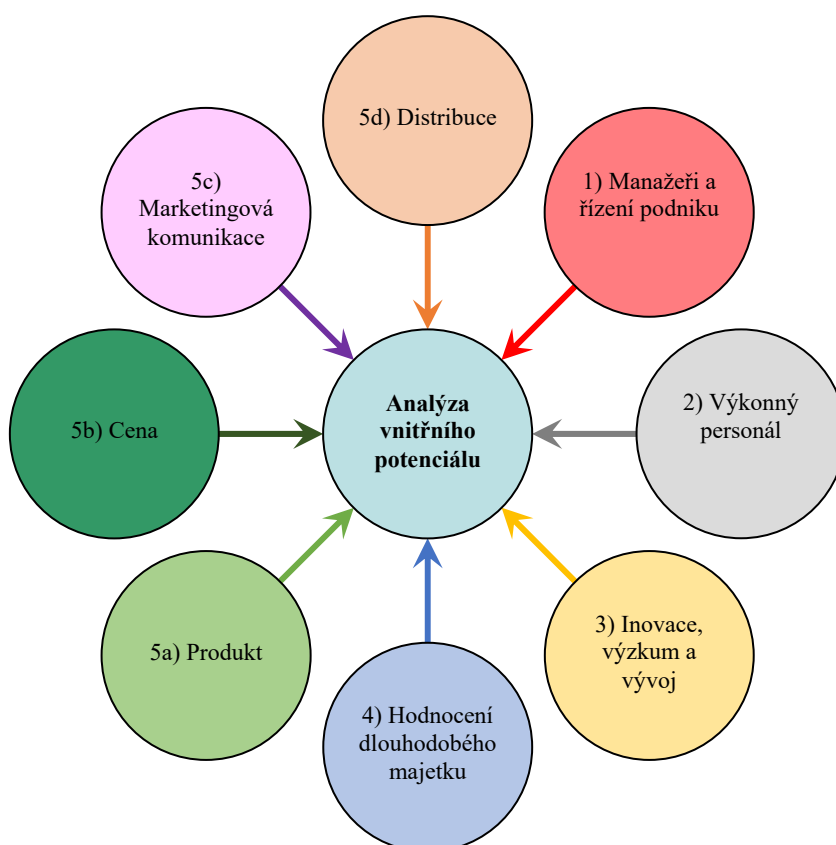 5d) Distribuce
5c)
Marketingová
komunikace
1) Manažeři a
řízení podniku
5b) Cena
Analýza
vnitřního
potenciálu
2) Výkonný
personál
5a) Produkt
3) Inovace,
výzkum a
vývoj
4) Hodnocení
dlouhodobého
majetku